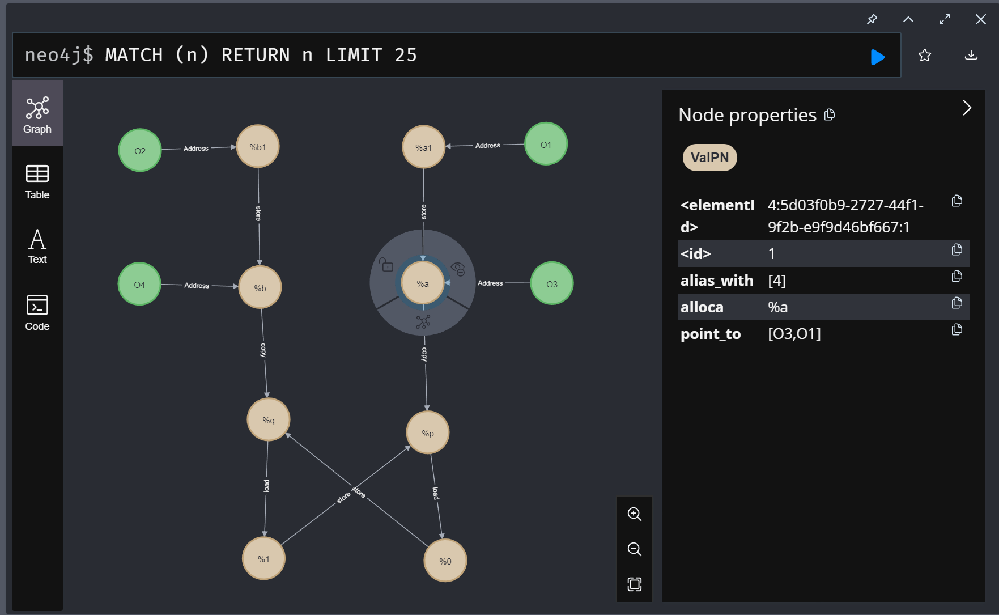 neo4j$ MATCH (n) RETURN n LIMIT 25
Graph
Table
Text
Code
O2
Address
%b1
%a1
Address
O1
store
store
O4
Address
%b
%a
Address
O3
copy
copy
%q
%p
load
store
store
load
%1
%0
Node properties
ValPN
<elementI
d>
4:5d03f0b9-2727-44f1-
9f2b-e9f9d46bf667:1
<id> 1
alias_with [4]
alloca %a
point_to [O3,O1]